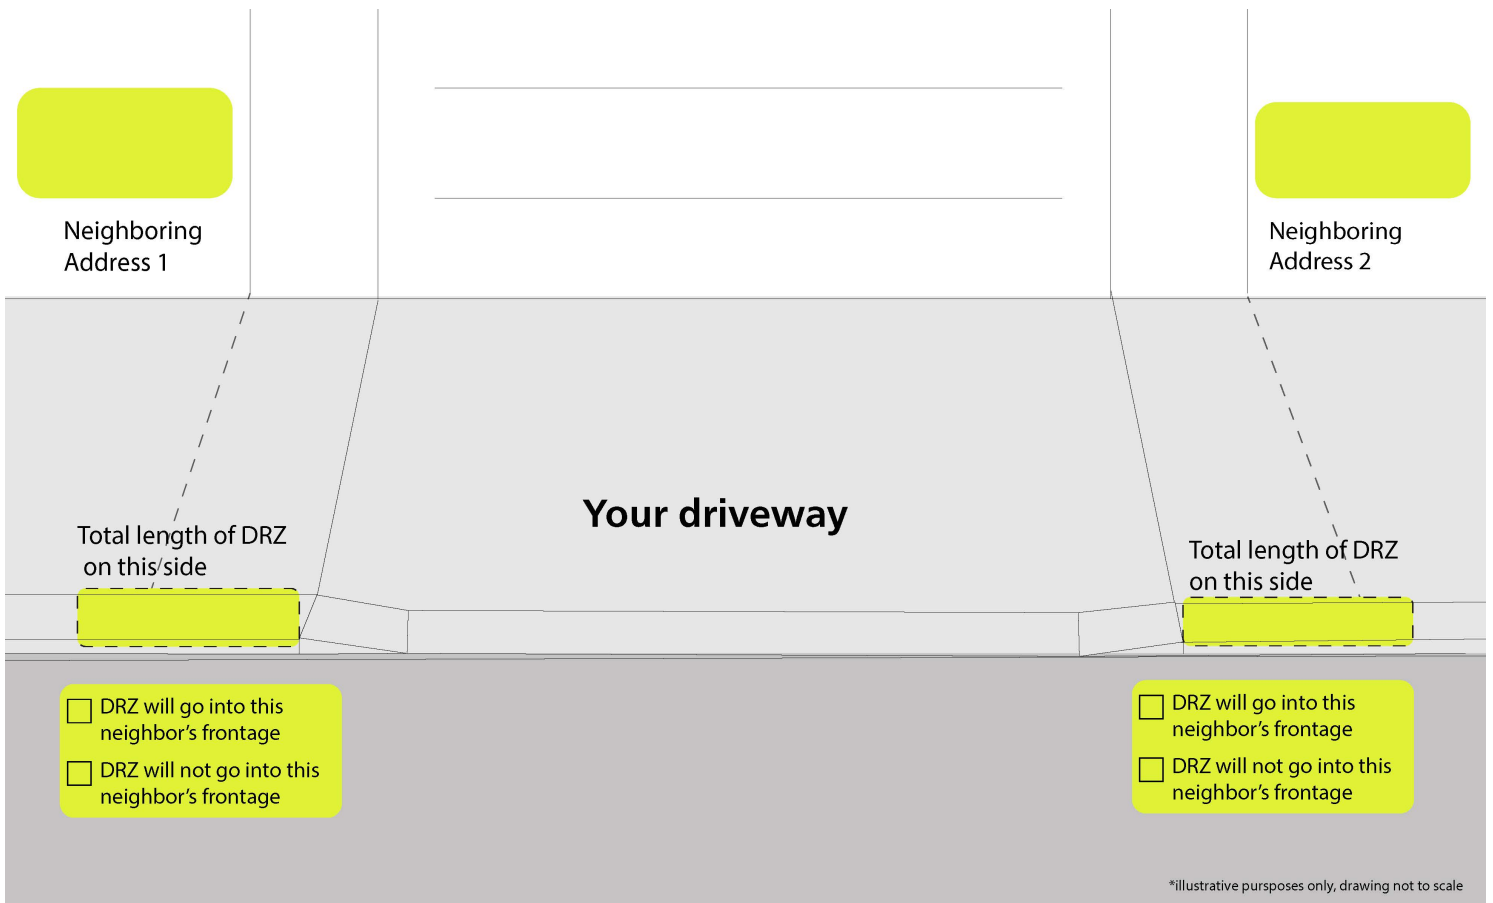 Neighboring
Address 1
Neighboring
Address 2
Your driveway
Total length of DRZ
on this side
Total length of DRZ
on this side
DRZ will go into this
neighbor’s frontage
DRZ will not go into this
neighbor’s frontage
DRZ will go into this
neighbor’s frontage
DRZ will not go into this
neighbor’s frontage
*illustrative pursposes only, drawing not to scale